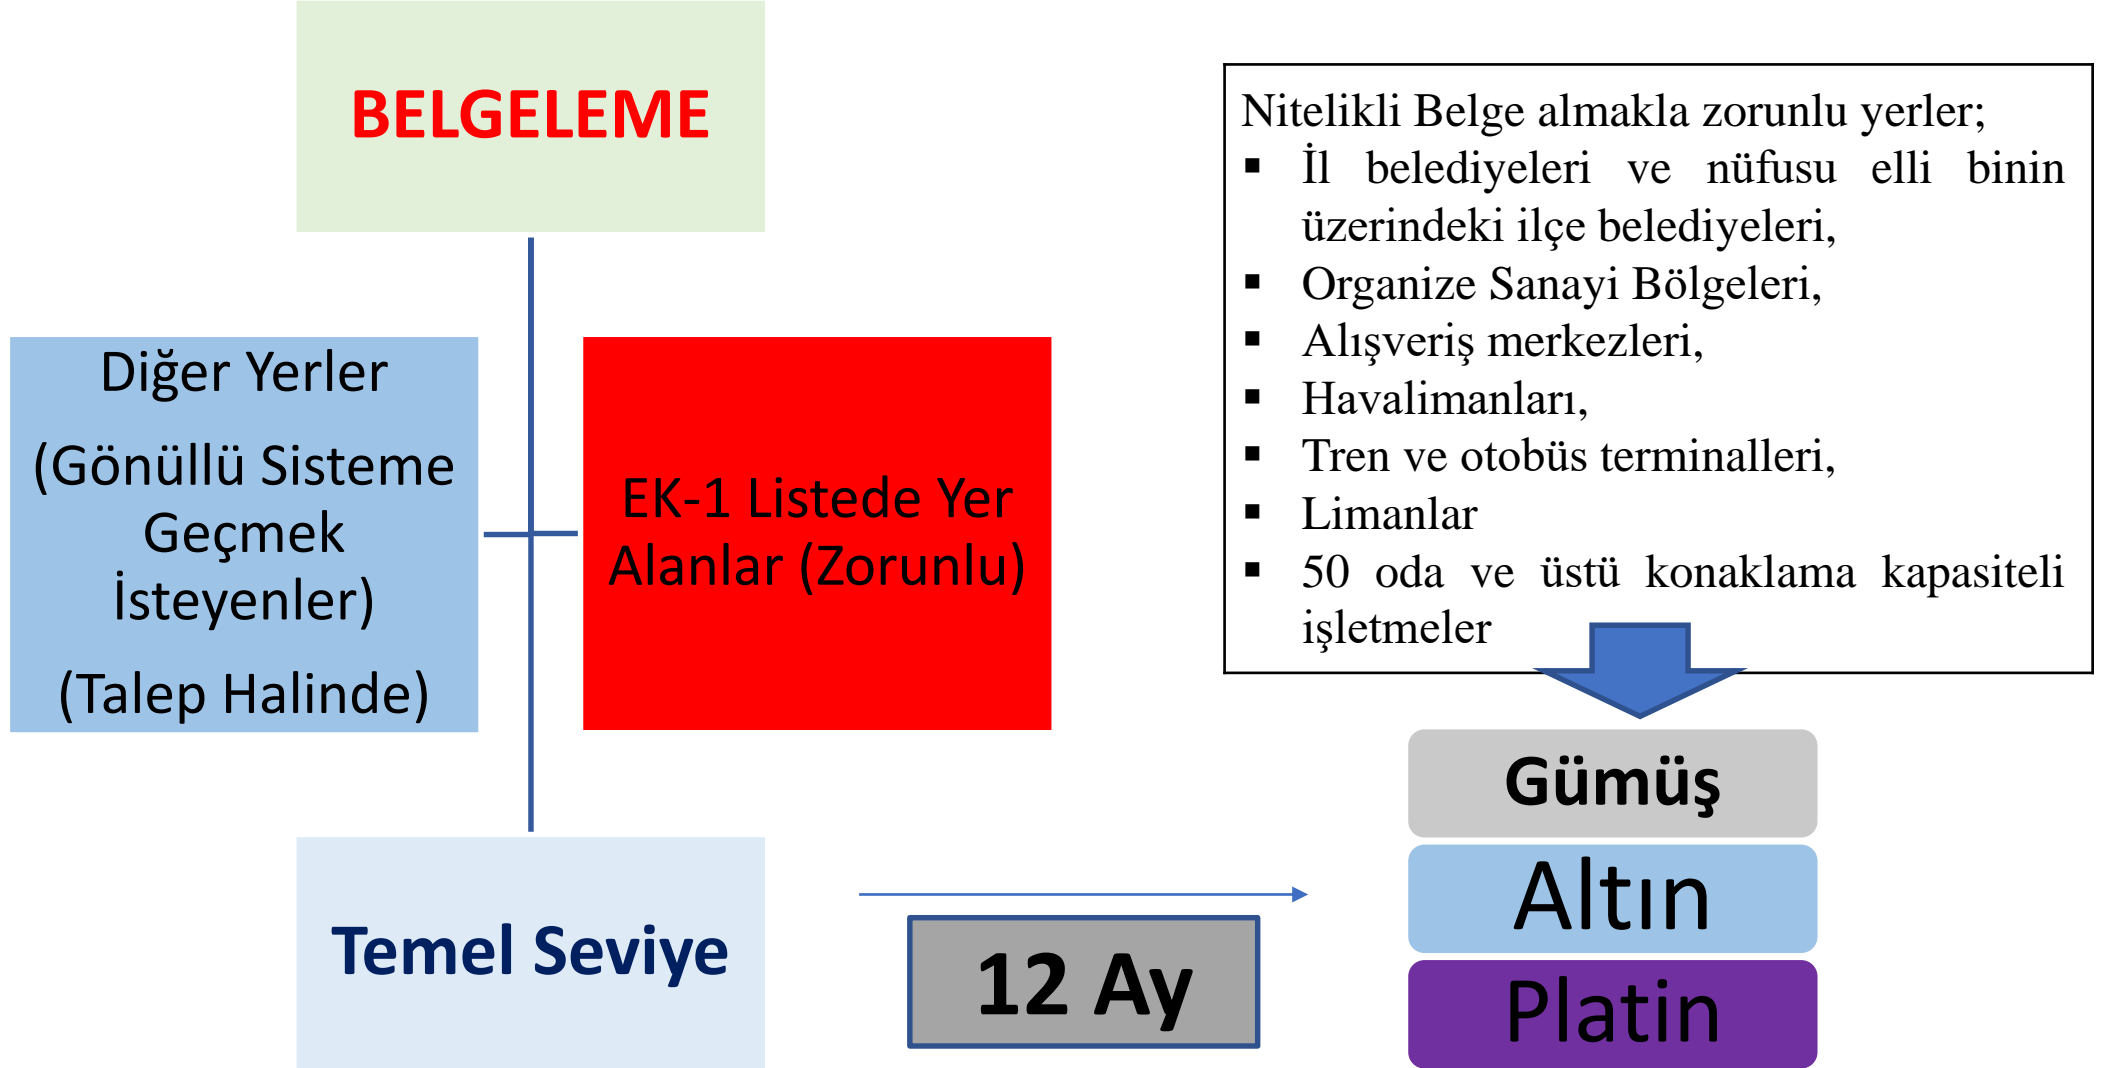 BELGELEME
Diğer Yerler
(Gönüllü Sisteme
Geçmek
İsteyenler)
(Talep Halinde)
EK-1 Listede Yer
Alanlar (Zorunlu)
Temel Seviye
12 Ay
Nitelikli Belge almakla zorunlu yerler;
▪ İl belediyeleri ve nüfusu elli binin
üzerindeki ilçe belediyeleri,
▪ Organize Sanayi Bölgeleri,
▪ Alışveriş merkezleri,
▪ Havalimanları,
▪ Tren ve otobüs terminalleri,
▪ Limanlar
▪ 50 oda ve üstü konaklama kapasiteli
işletmeler
Gümüş
Altın
Platin